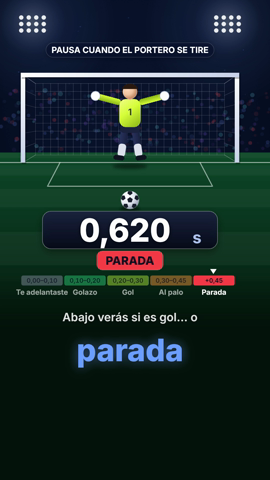 PAUSA CUANDO EL PORTERO SE TIRE
1
0,620 s
PARADA
0,00–0,10 0,10–0,20 0,20–0,30 0,30–0,45 +0,45
Te adelantaste Golazo Gol Al palo Parada
Abajo verás si es gol... o
parada